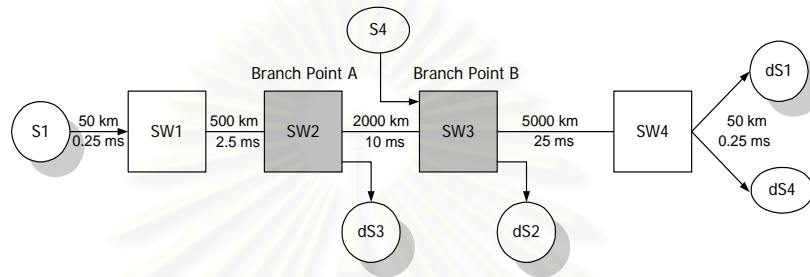 S4
Branch Point A
Branch Point B
dS1
S1
50 km
0.25 ms
SW1
500 km
2.5 ms
SW2
2000 km
10 ms
SW3
5000 km
25 ms
SW4
50 km
0.25 ms
dS3
dS2
dS4